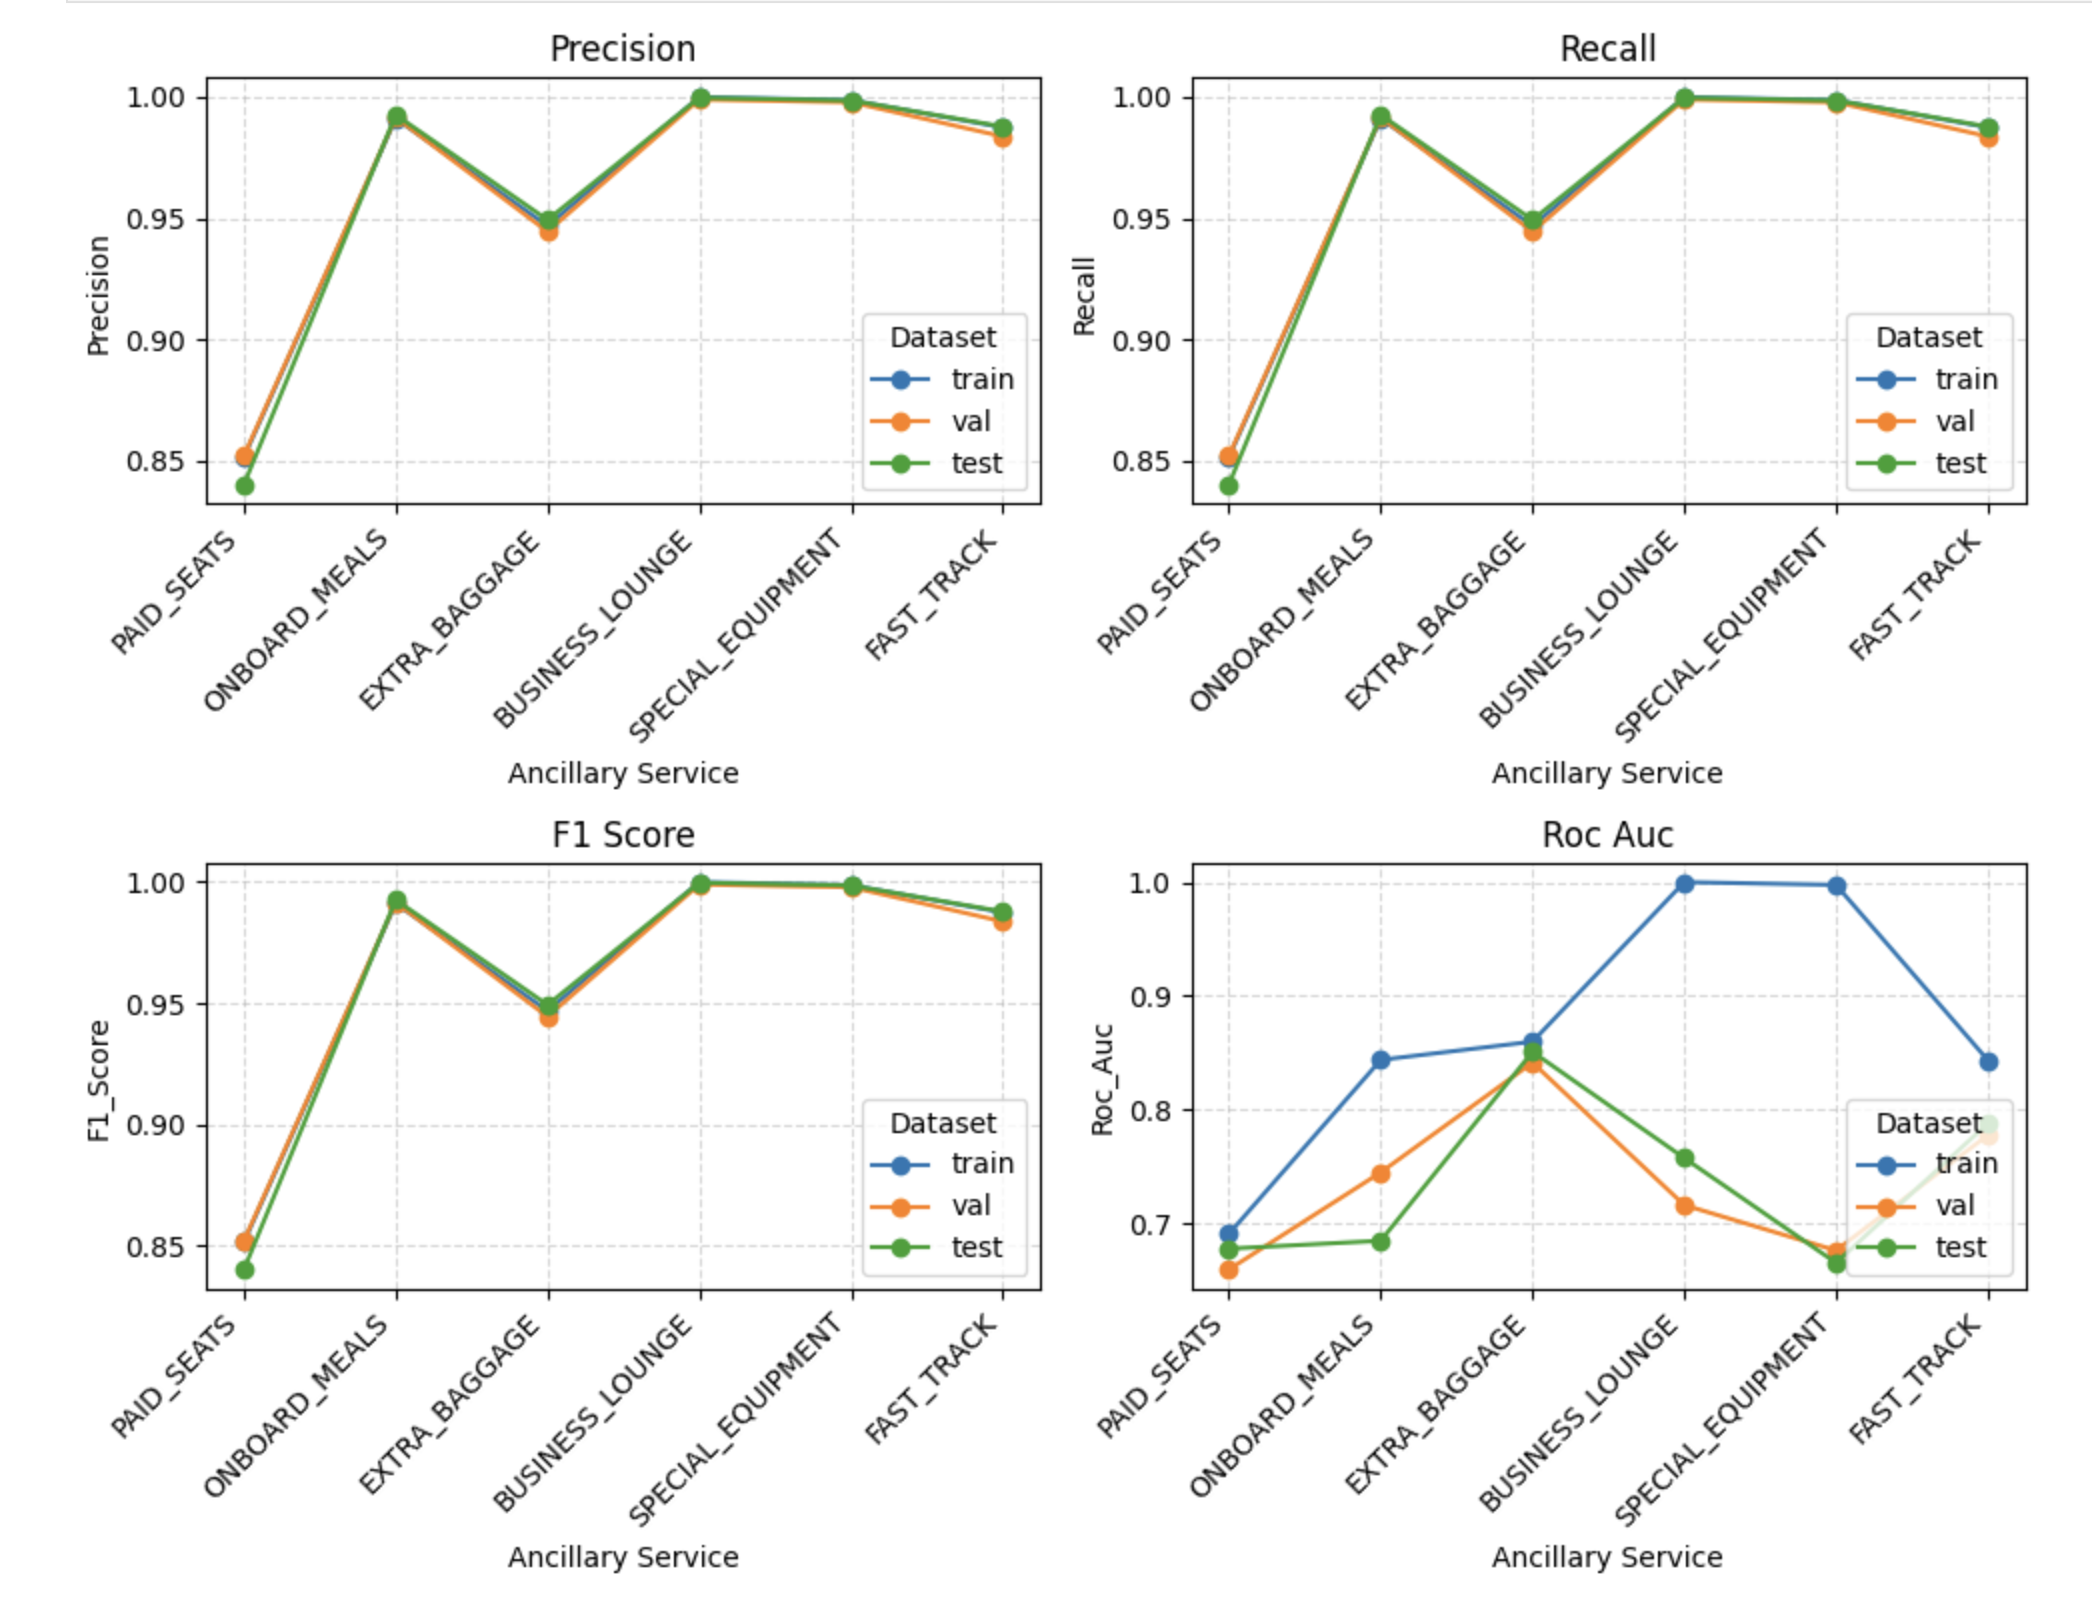 Precision
Precision
1.00
0.95
0.90
0.85
Dataset
train
val
test
PAID_SEATS
ONBOARD_MEALS
EXTRA_BAGGAGE
BUSINESS_LOUNGE
SPECIAL_EQUIPMENT
FAST_TRACK
Ancillary Service
Recall
Recall
1.00
0.95
0.90
0.85
Dataset
train
val
test
PAID_SEATS
ONBOARD_MEALS
EXTRA_BAGGAGE
BUSINESS_LOUNGE
SPECIAL_EQUIPMENT
FAST_TRACK
Ancillary Service
F1 Score
F1_Score
1.00
0.95
0.90
0.85
Dataset
train
val
test
PAID_SEATS
ONBOARD_MEALS
EXTRA_BAGGAGE
BUSINESS_LOUNGE
SPECIAL_EQUIPMENT
FAST_TRACK
Ancillary Service
Roc Auc
Roc_Auc
1.0
0.9
0.8
0.7
Dataset
train
val
test
PAID_SEATS
ONBOARD_MEALS
EXTRA_BAGGAGE
BUSINESS_LOUNGE
SPECIAL_EQUIPMENT
FAST_TRACK
Ancillary Service